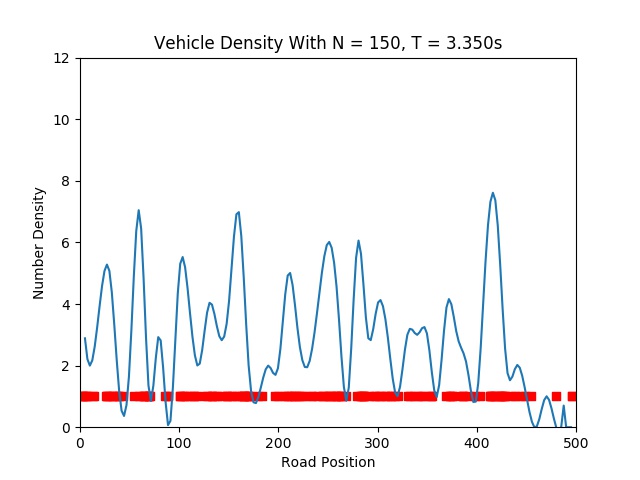 Vehicle Density With N = 150, T = 3.350s
12
10
8
6
4
2
0
Number Density
0 100 200 300 400 500
Road Position